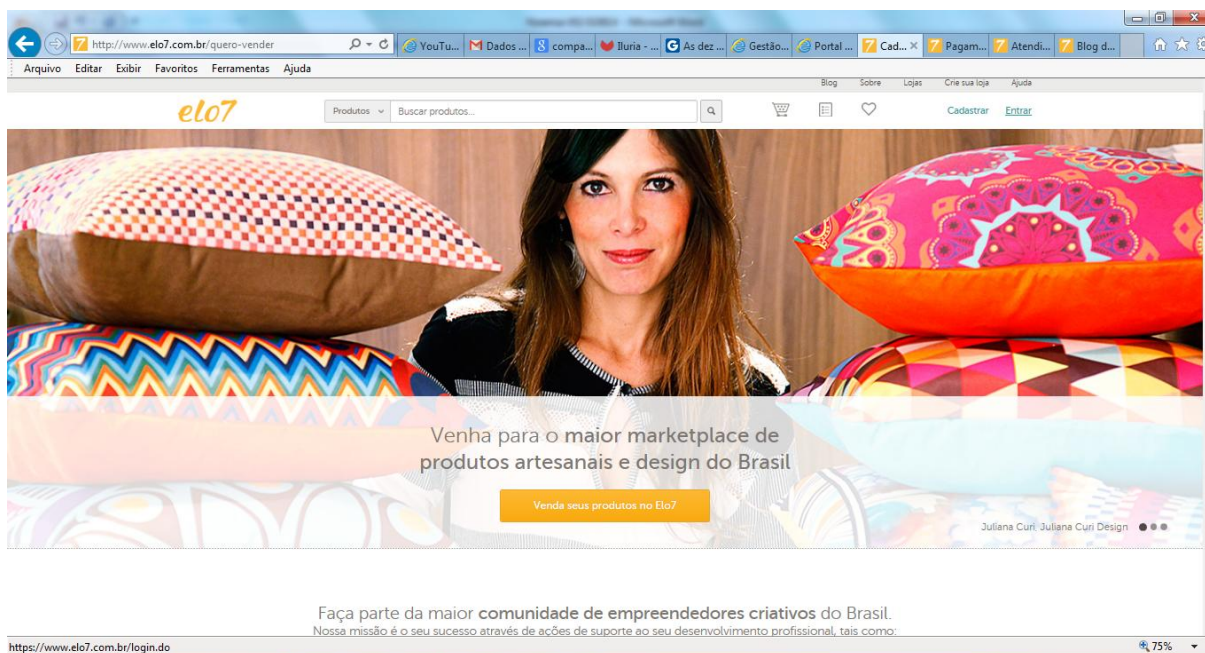 http://www.elo7.com.br/quero-vender
YouTu... Dados ... compa... Iluria - ... As dez ... Gestão... Portal ... Cad... Pagam... Atendi... Blog d...
Arquivo Editar Exibir Favoritos Ferramentas Ajuda
Blog Sobre Lojas Crie sua loja Ajuda
elo7
Produtos Buscar produtos...
Cadastrar Entrar
Venha para o maior marketplace de
produtos artesanais e design do Brasil
Venda seus produtos no Elo7
Juliana Curi Juliana Curi Design
Faça parte da maior comunidade de empreendedores criativos do Brasil.
Nossa missão é o seu sucesso através de ações de suporte ao seu desenvolvimento profissional, tais como:
https://www.elo7.com.br/login.do
75%